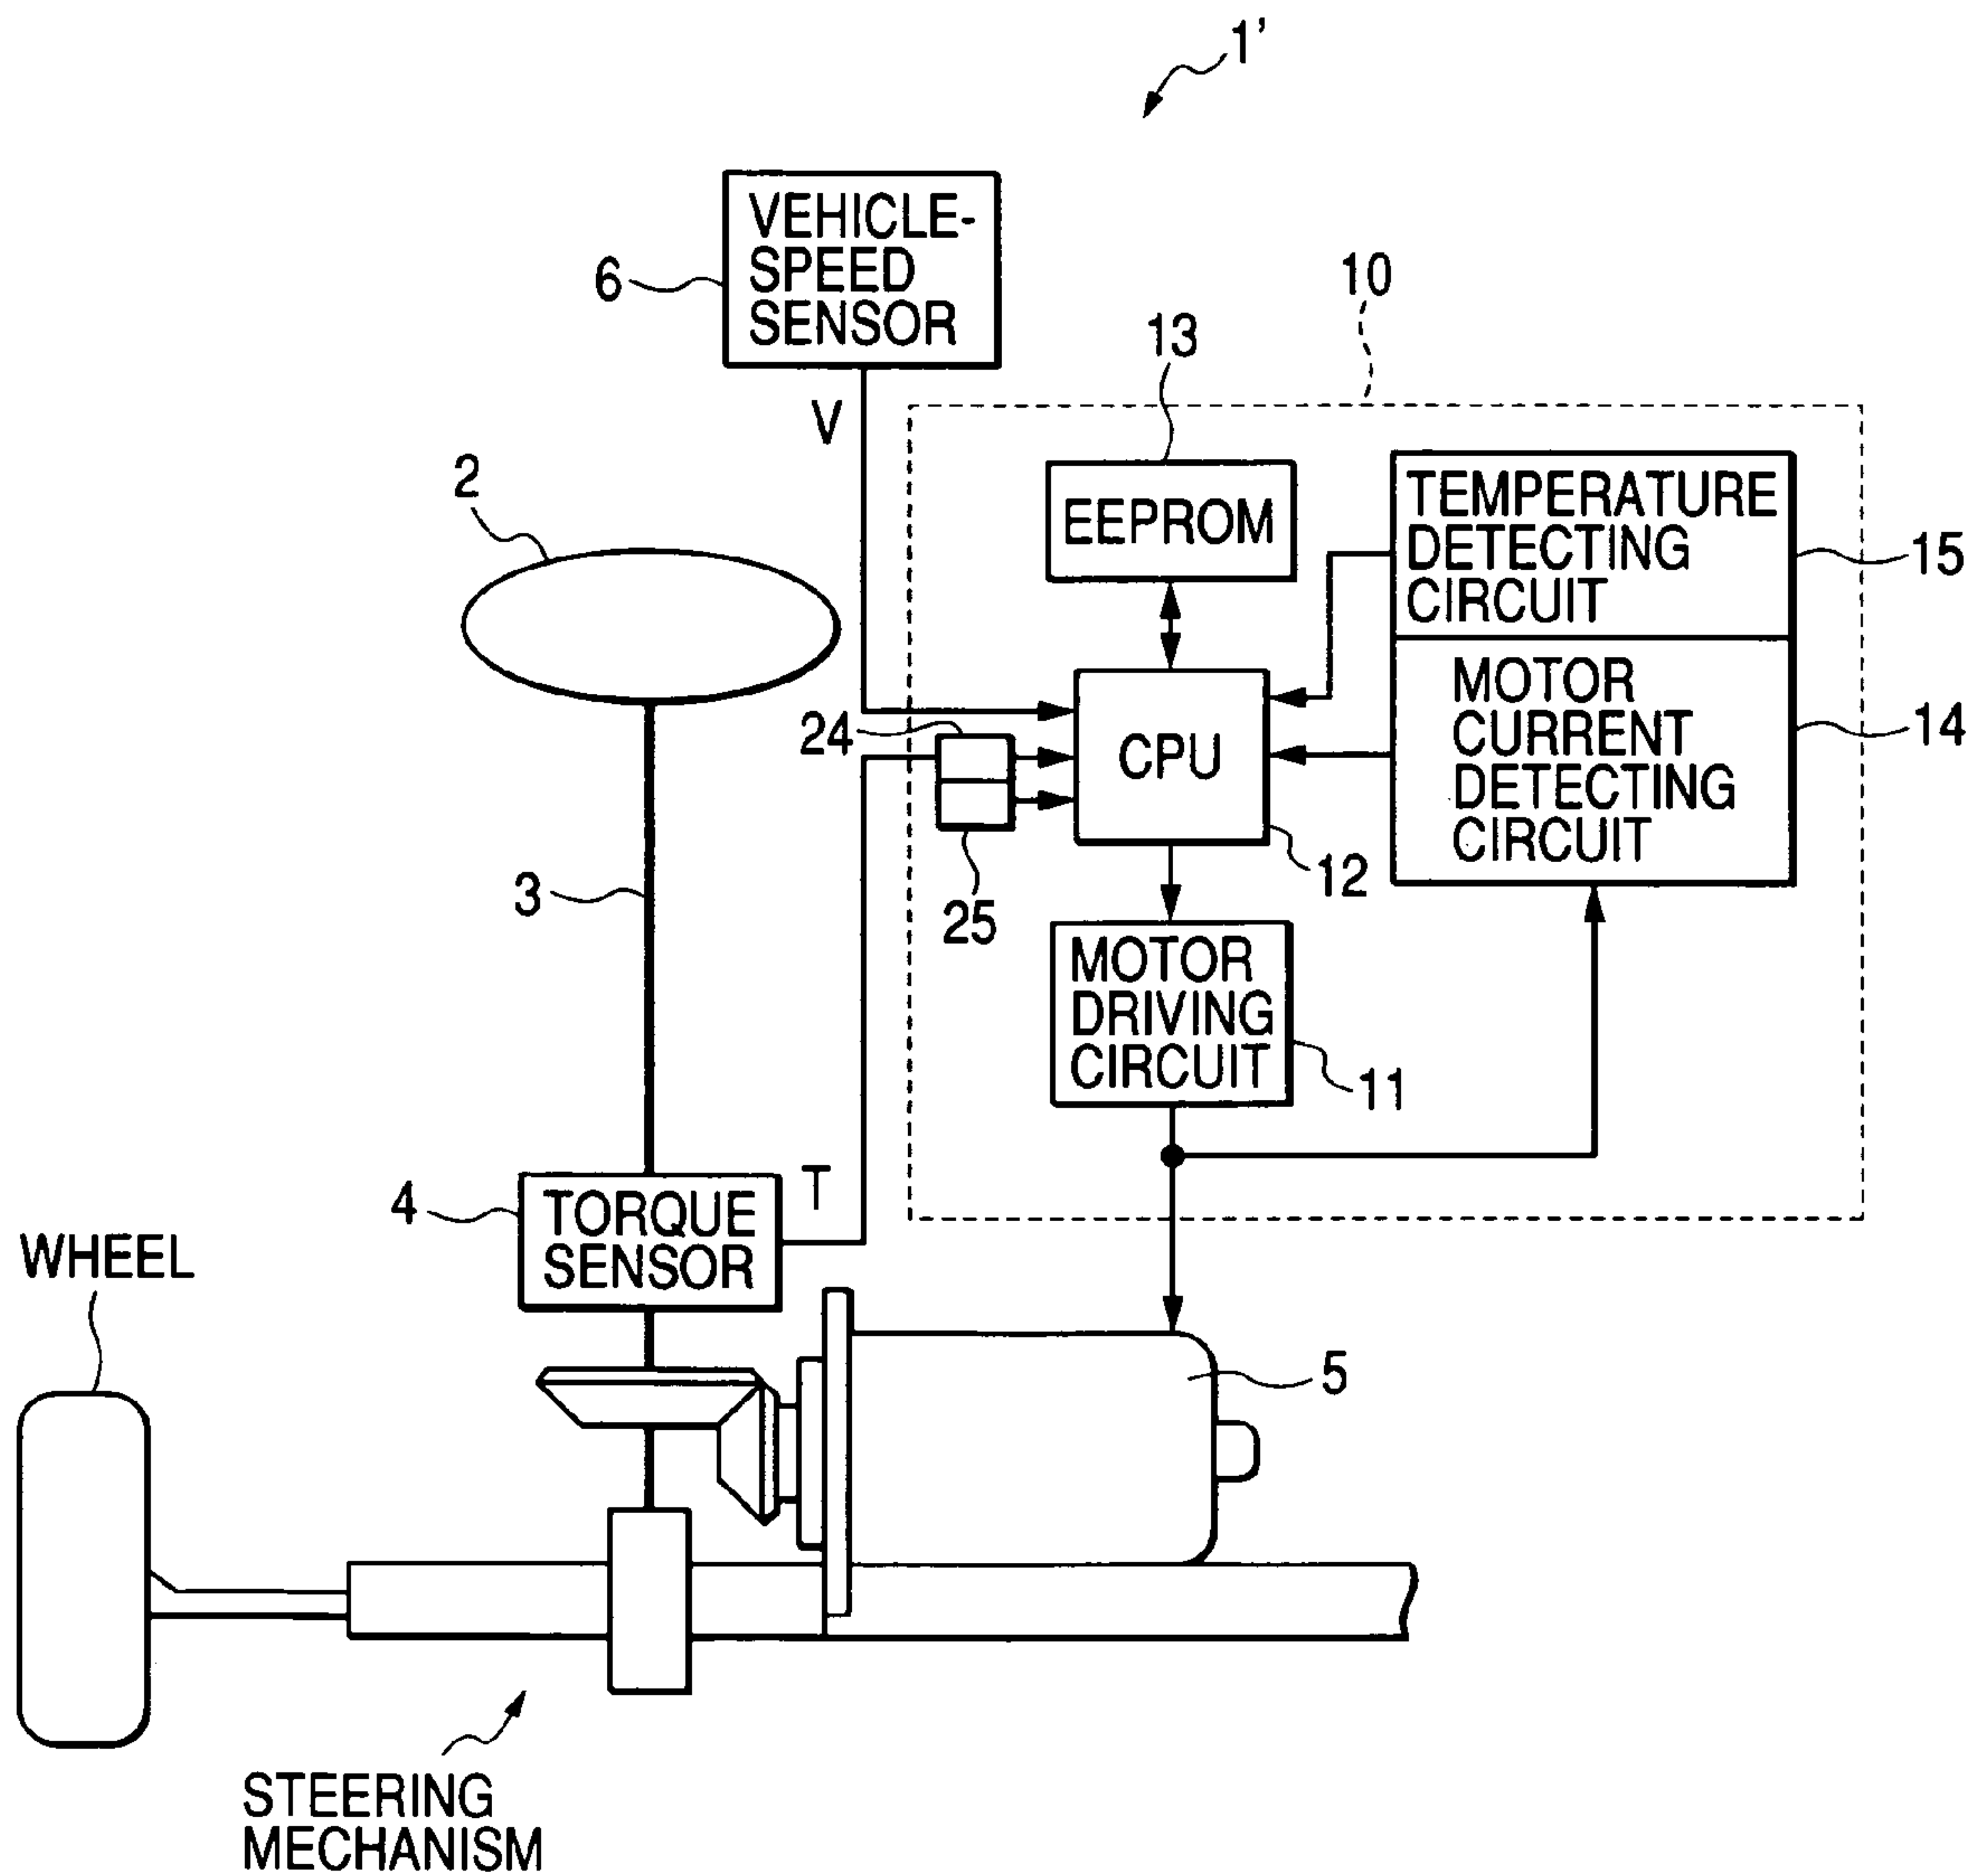 1'
VEHICLE-
SPEED
SENSOR
6
10
13
V
2
EEPROM
TEMPERATURE
DETECTING
CIRCUIT
15
MOTOR
CURRENT
DETECTING
CIRCUIT
14
24
CPU
12
25
3
MOTOR
DRIVING
CIRCUIT
11
4
TORQUE
SENSOR
T
WHEEL
5
STEERING
MECHANISM